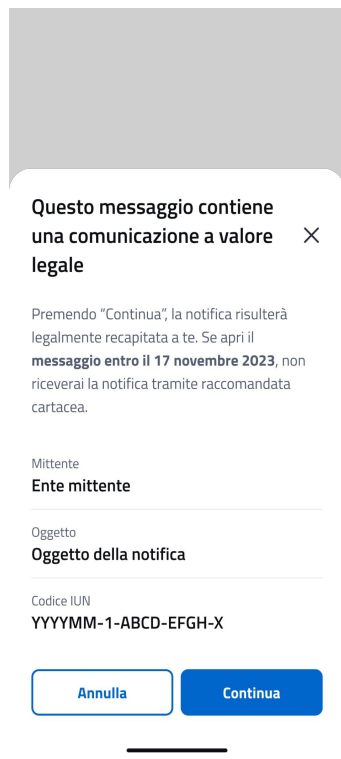 Questo messaggio contiene
una comunicazione a valore
legale
Premendo “Continua”, la notifica risulterà
legalmente recapitata a te. Se apri il
messaggio entro il 17 novembre 2023, non
riceverai la notifica tramite raccomandata
cartacea.
Mittente
Ente mittente
Oggetto
Oggetto della notifica
Codice IUN
YYYYMM-1-ABCD-EFGH-X
Annulla
Continua